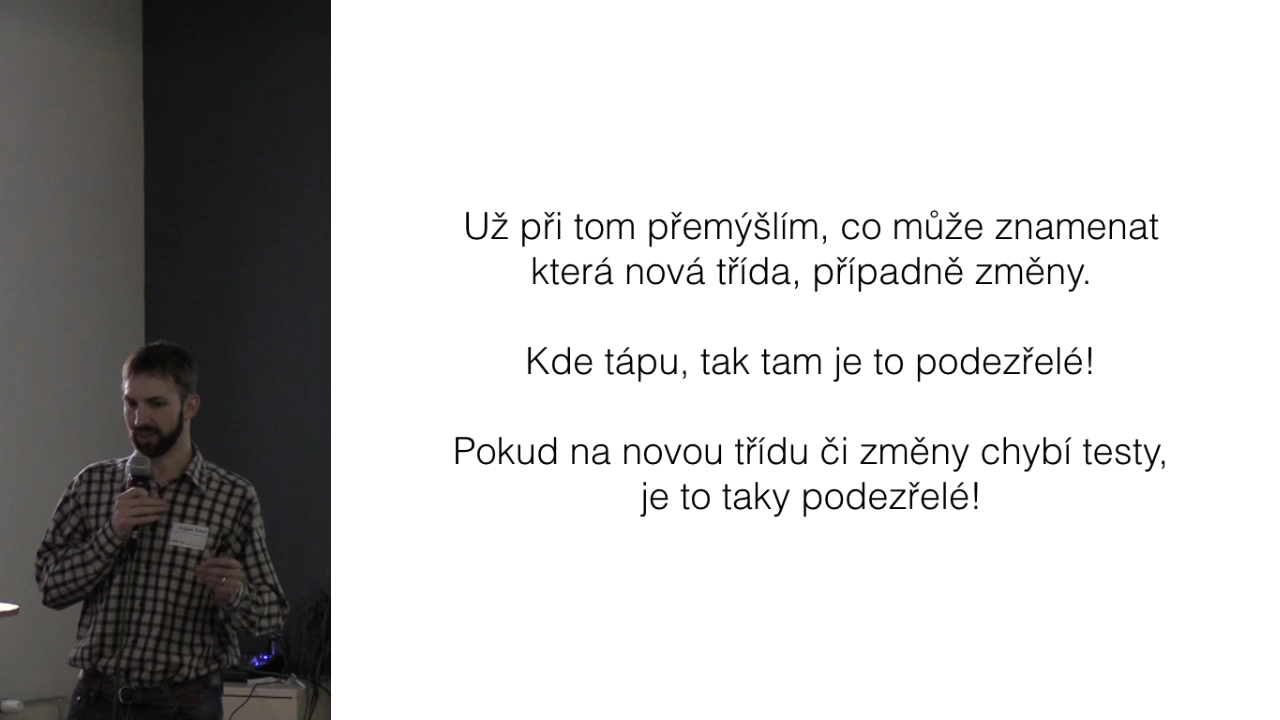 Už při tom přemýšlím, co může znamenat
která nová třída, případně změny.
Kde tápu, tak tam je to podezřelé!
Pokud na novou třídu či změny chybí testy,
je to taky podezřelé!